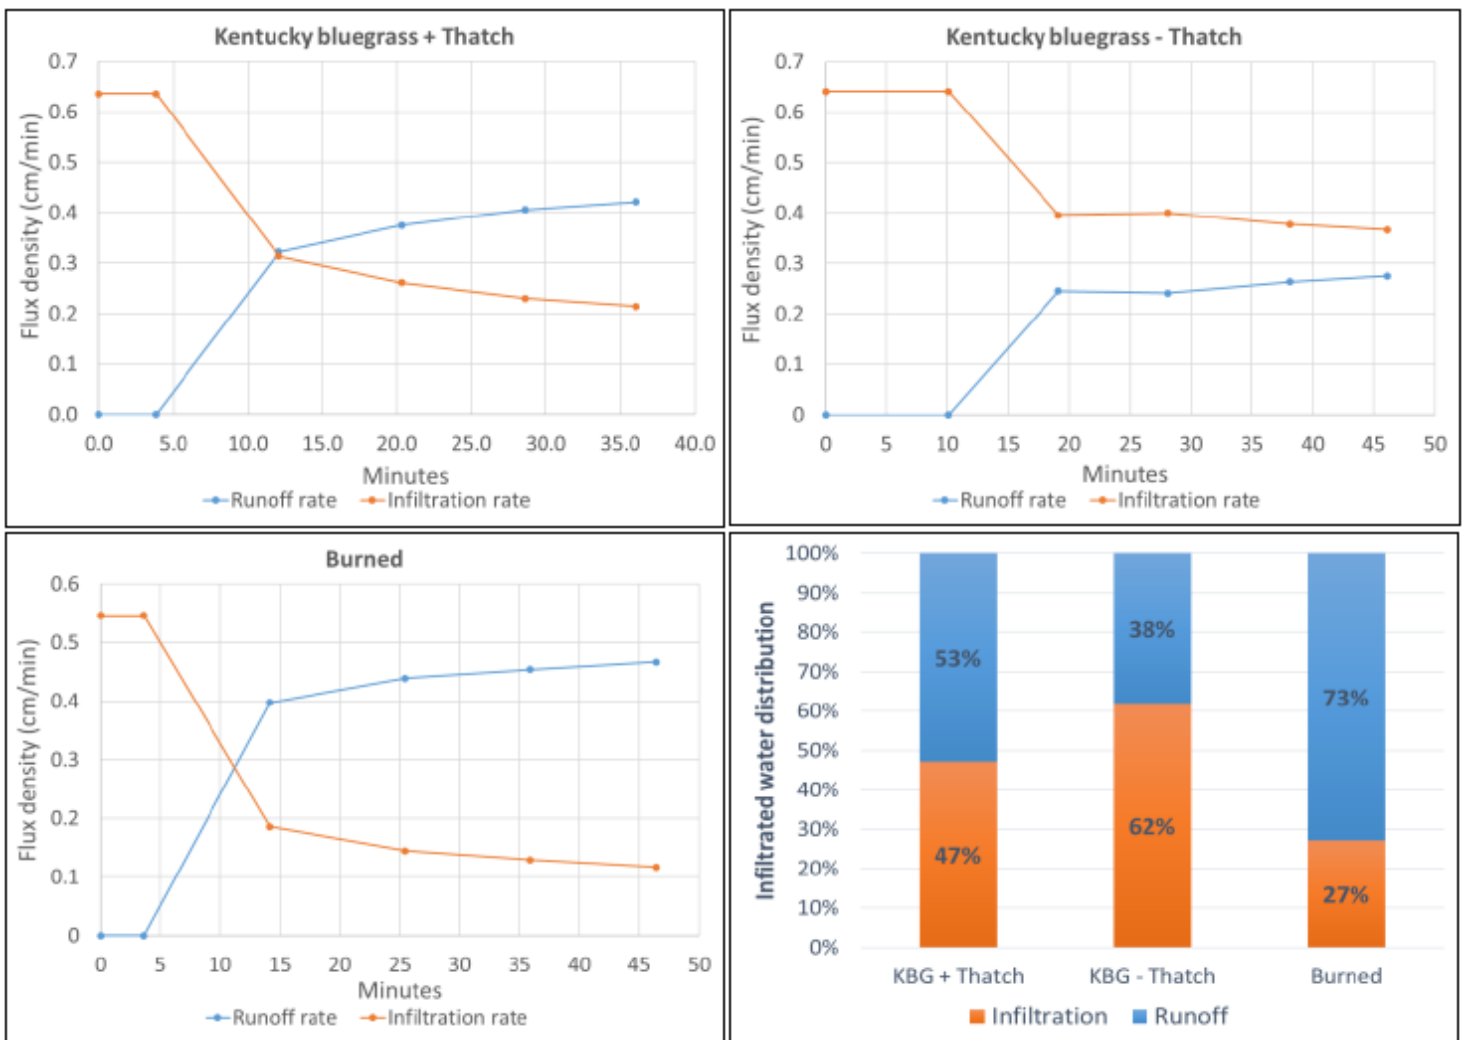 Kentucky bluegrass + Thatch
Flux density (cm/min)
0.7
0.6
0.5
0.4
0.3
0.2
0.1
0.0
0.0 5.0 10.0 15.0 20.0 25.0 30.0 35.0 40.0
Minutes
Runoff rate Infiltration rate
Kentucky bluegrass - Thatch
Flux density (cm/min)
0.7
0.6
0.5
0.4
0.3
0.2
0.1
0
0 5 10 15 20 25 30 35 40 45 50
Minutes
Runoff rate Infiltration rate
Burned
Flux density (cm/min)
0.6
0.5
0.4
0.3
0.2
0.1
0
0 5 10 15 20 25 30 35 40 45 50
Minutes
Runoff rate Infiltration rate
Infiltrated water distribution
100%
90%
80%
70%
60%
50%
40%
30%
20%
10%
0%
53% 38% 73%
47% 62% 27%
KBG + Thatch KBG - Thatch Burned
Infiltration Runoff